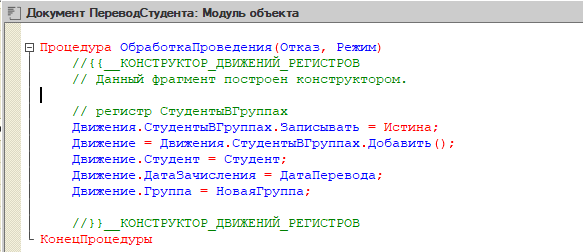 Документ ПереводСтудента: Модуль объекта
Процедура ОбработкаПроведения(Отказ, Режим)
//{{__КОНСТРУКТОР_ДВИЖЕНИЙ_РЕГИСТРОВ
// Данный фрагмент построен конструктором.
// регистр СтудентыВГруппах
Движения.СтудентыВГруппах.Записывать = Истина;
Движение = Движения.СтудентыВГруппах.Добавить();
Движение.Студент = Студент;
Движение.ДатаЗачисления = ДатаПеревода;
Движение.Группа = НоваяГруппа;
//}}__КОНСТРУКТОР_ДВИЖЕНИЙ_РЕГИСТРОВ
КонецПроцедуры